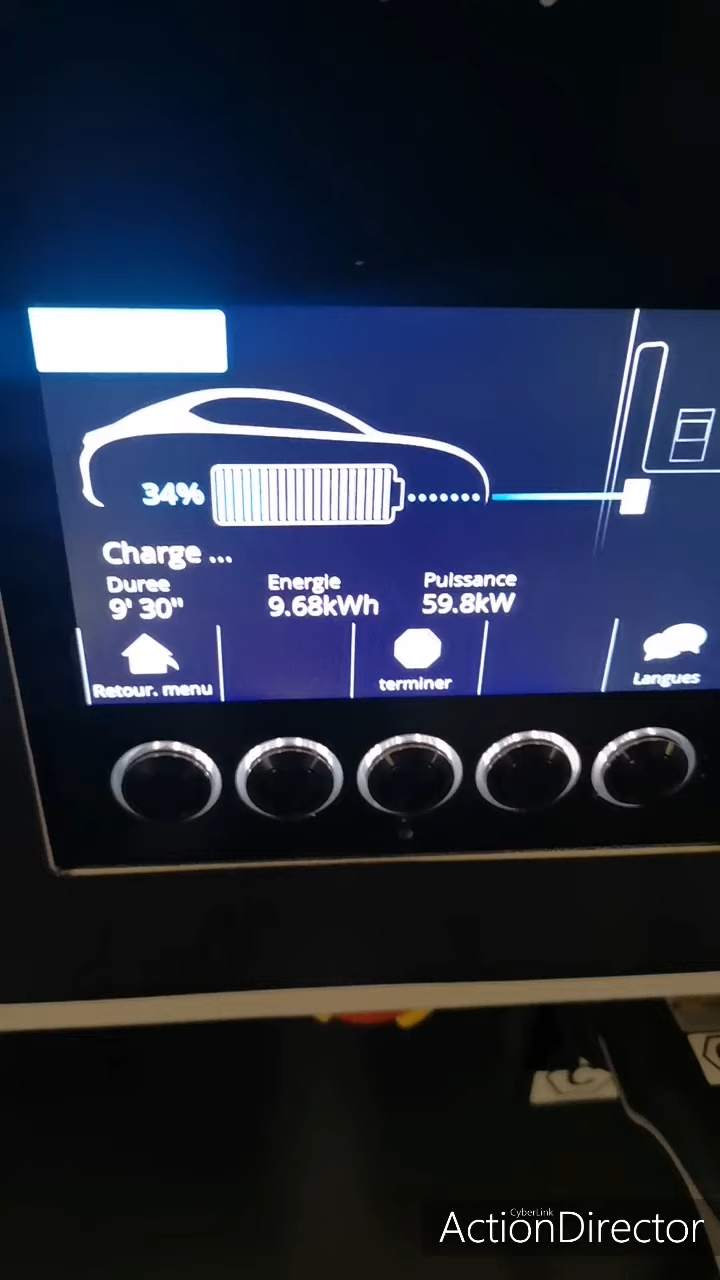 34%
Charge ...
Duree Energie Puissance
9' 30" 9.68kWh 59.8kW
Retour. menu terminer Langues
CyberLink
ActionDirector